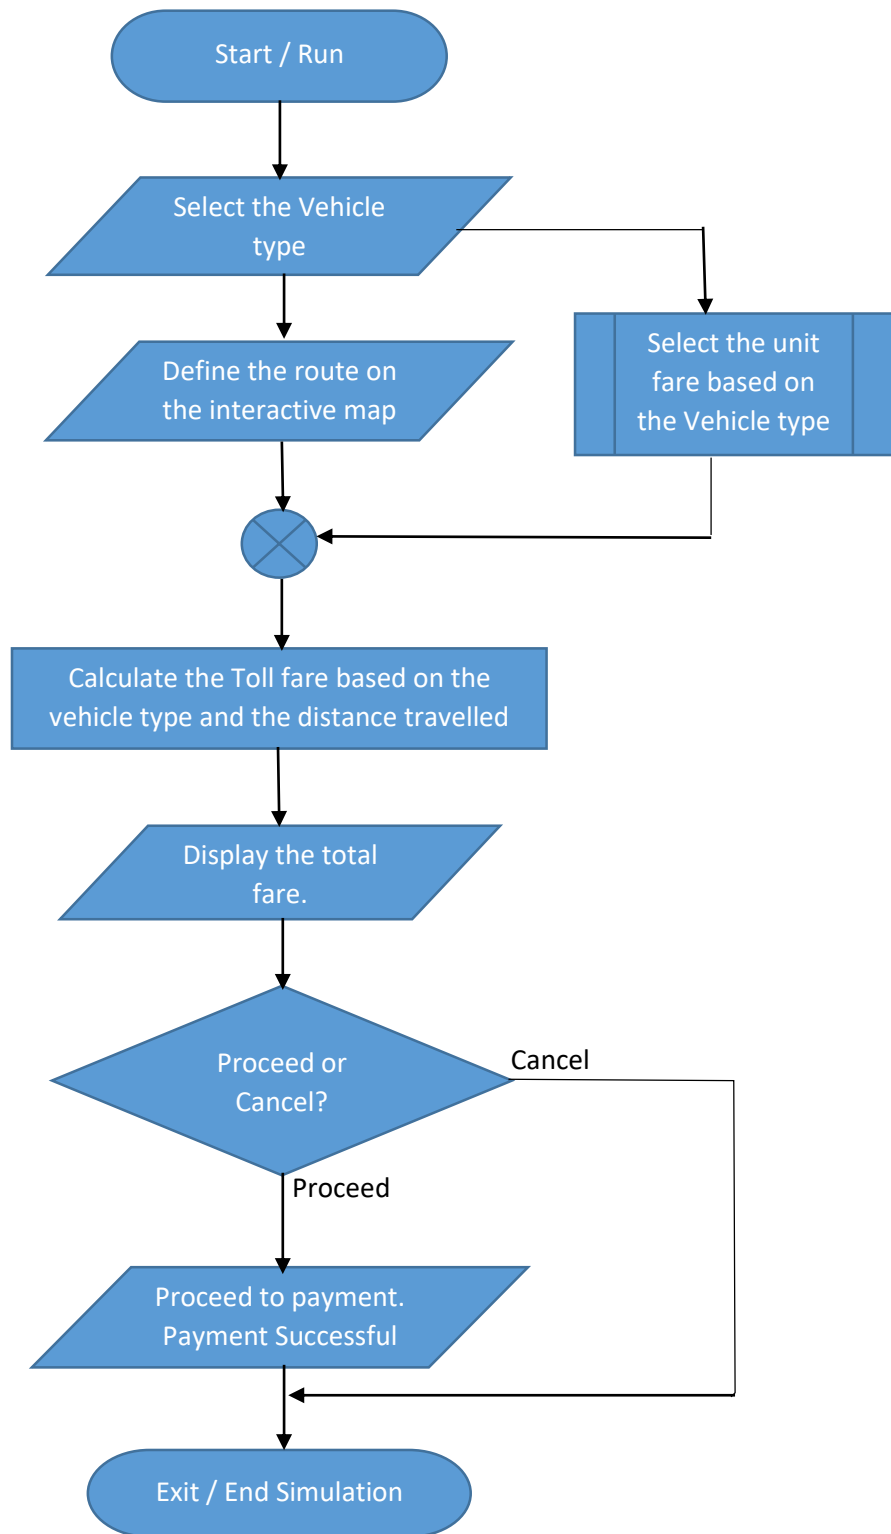 Start / Run
Select the Vehicle
type
Define the route on
the interactive map
Select the unit
fare based on
the Vehicle type
Calculate the Toll fare based on the
vehicle type and the distance travelled
Display the total
fare.
Proceed or
Cancel?
Cancel
Proceed
Proceed to payment.
Payment Successful
Exit / End Simulation